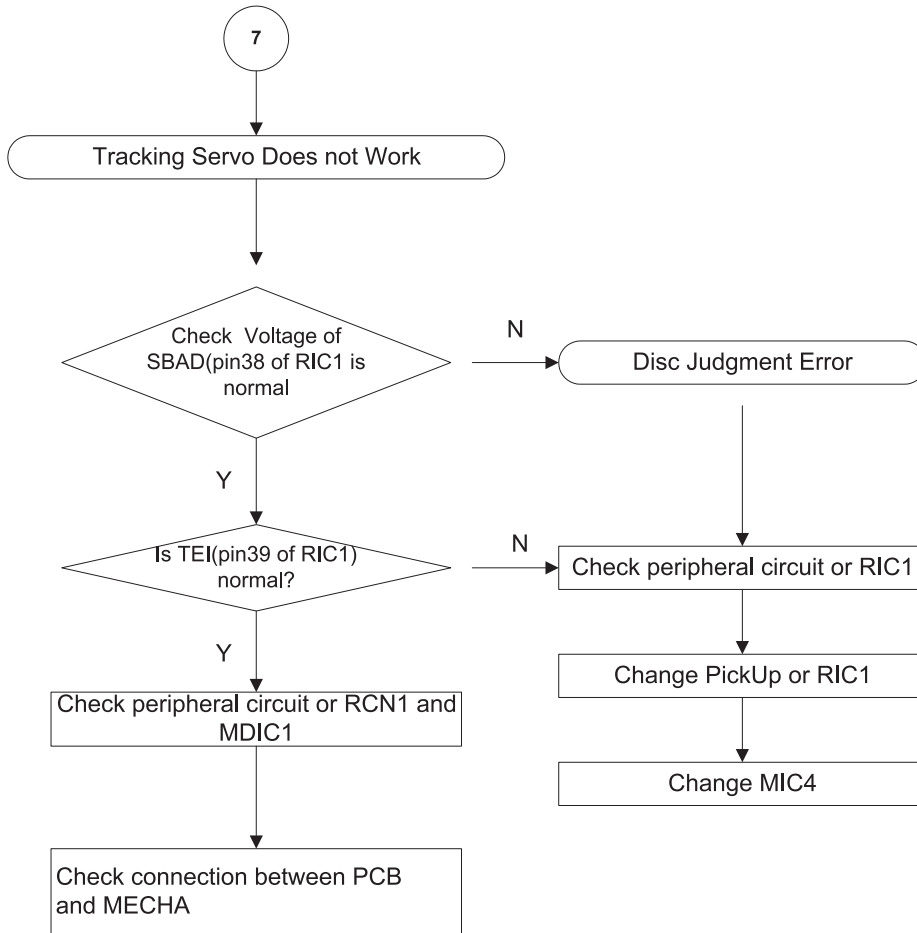 7
Tracking Servo Does not Work
Check Voltage of
SBAD(pin38 of RIC1 is
normal
N
Disc Judgment Error
Y
Is TEI(pin39 of RIC1)
normal?
N
Check peripheral circuit or RIC1
Y
Change PickUp or RIC1
Check peripheral circuit or RCN1 and
MDIC1
Change MIC4
Check connection between PCB
and MECHA